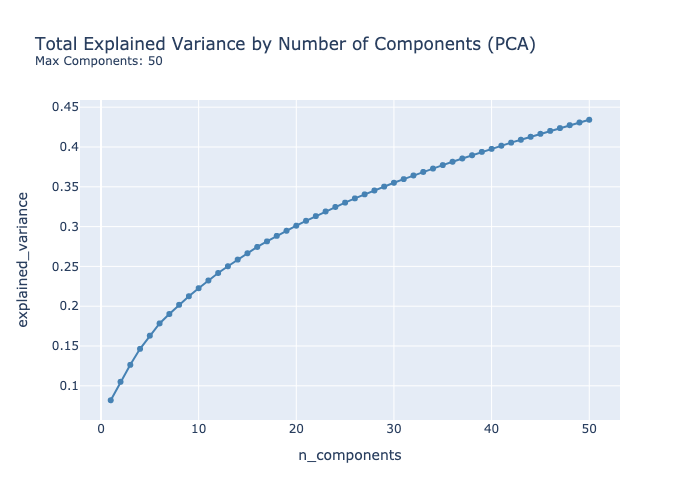 Total Explained Variance by Number of Components (PCA)
Max Components: 50
0.45
0.4
0.35
0.3
0.25
0.2
0.15
0.1
explained_variance
0 10 20 30 40 50
n_components